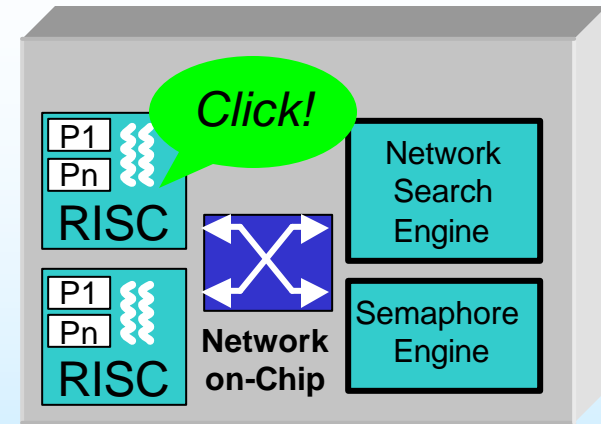 Click!
P1
Pn
RISC
P1
Pn
RISC
Network
on-Chip
Network
Search
Engine
Semaphore
Engine